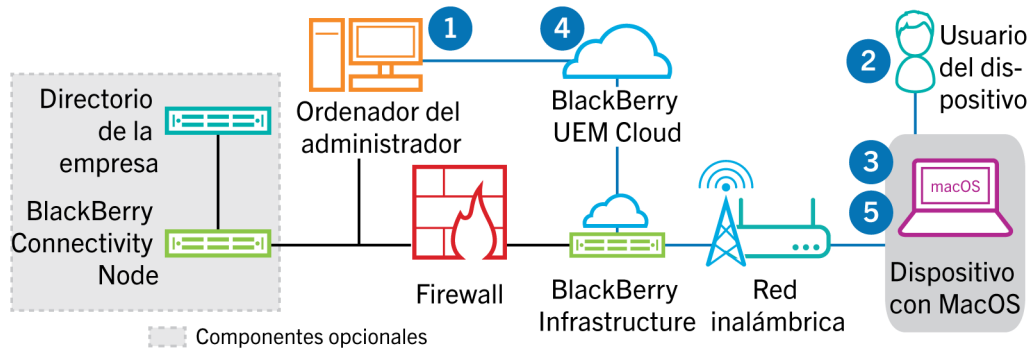 1
4
2
Usuario
del dis-
positivo
Directorio
de la
empresa
Ordenador del
administrador
BlackBerry
UEM Cloud
3
macOS
5
BlackBerry
Connectivity
Node
Firewall
BlackBerry
Infrastructure
Red
inalámbrica
Dispositivo
con MacOS
Componentes opcionales